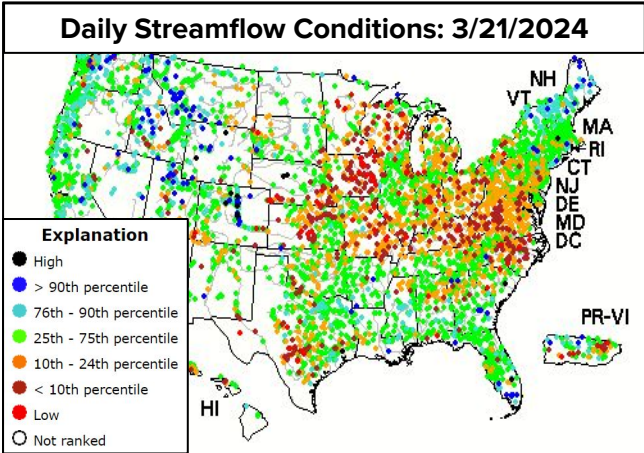 Daily Streamflow Conditions: 3/21/2024
NH
VT
MA
RI
CT
NJ
DE
MD
DC
PR-VI
HI
Explanation
High
> 90th percentile
76th - 90th percentile
25th - 75th percentile
10th - 24th percentile
< 10th percentile
Low
Not ranked